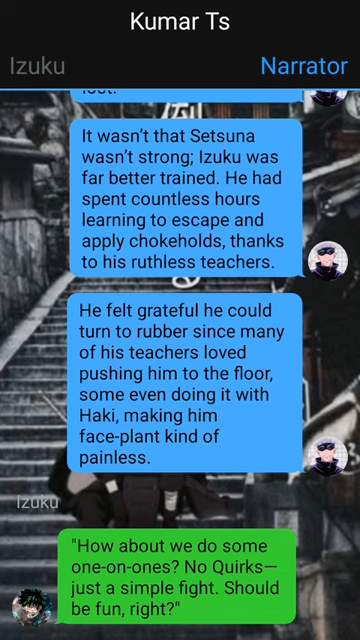 Kumar Ts
Izuku
Narrator
It wasn’t that Setsuna
wasn’t strong; Izuku was
far better trained. He had
spent countless hours
learning to escape and
apply chokeholds, thanks
to his ruthless teachers.
He felt grateful he could
turn to rubber since many
of his teachers loved
pushing him to the floor,
some even doing it with
Haki, making him
face-plant kind of
painless.
Izuku
"How about we do some
one-on-ones? No Quirks—
just a simple fight. Should
be fun, right?"